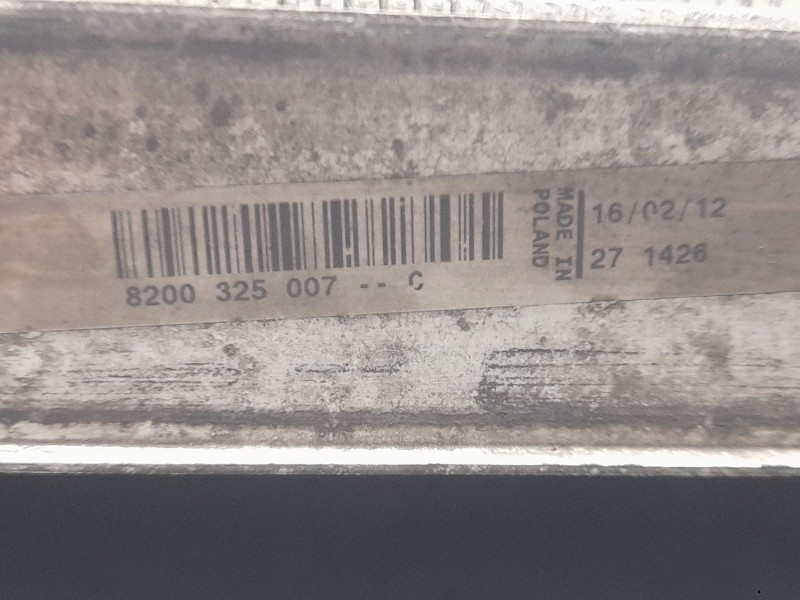 8200 325 007 -- C
MADE IN
POLAND
16/02/12
27 1426